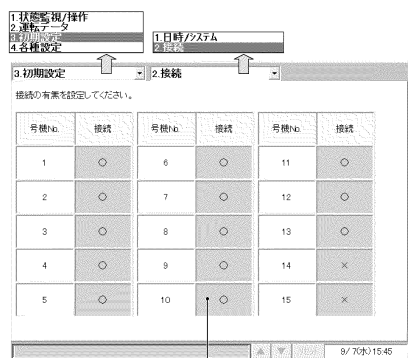 1.状態監視/操作
2.運転データ
3.初期設定
4.各種設定
1.日時/システム
2.接続
3.初期設定
2.接続
接続の有無を設定してください。
号機No. 接続 号機No. 接続 号機No. 接続
1 ○ 6 ○ 11 ○
2 ○ 7 ○ 12 ○
3 ○ 8 ○ 13 ○
4 ○ 9 ○ 14 ×
5 ○ 10 ○ 15 ×
▲ ▼ 9/ 7(水)15:45